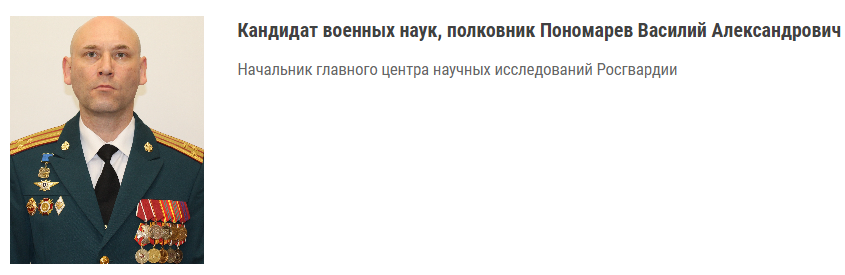 Кандидат военных наук, полковник Пономарев Василий Александрович
Начальник главного центра научных исследований Росгвардии